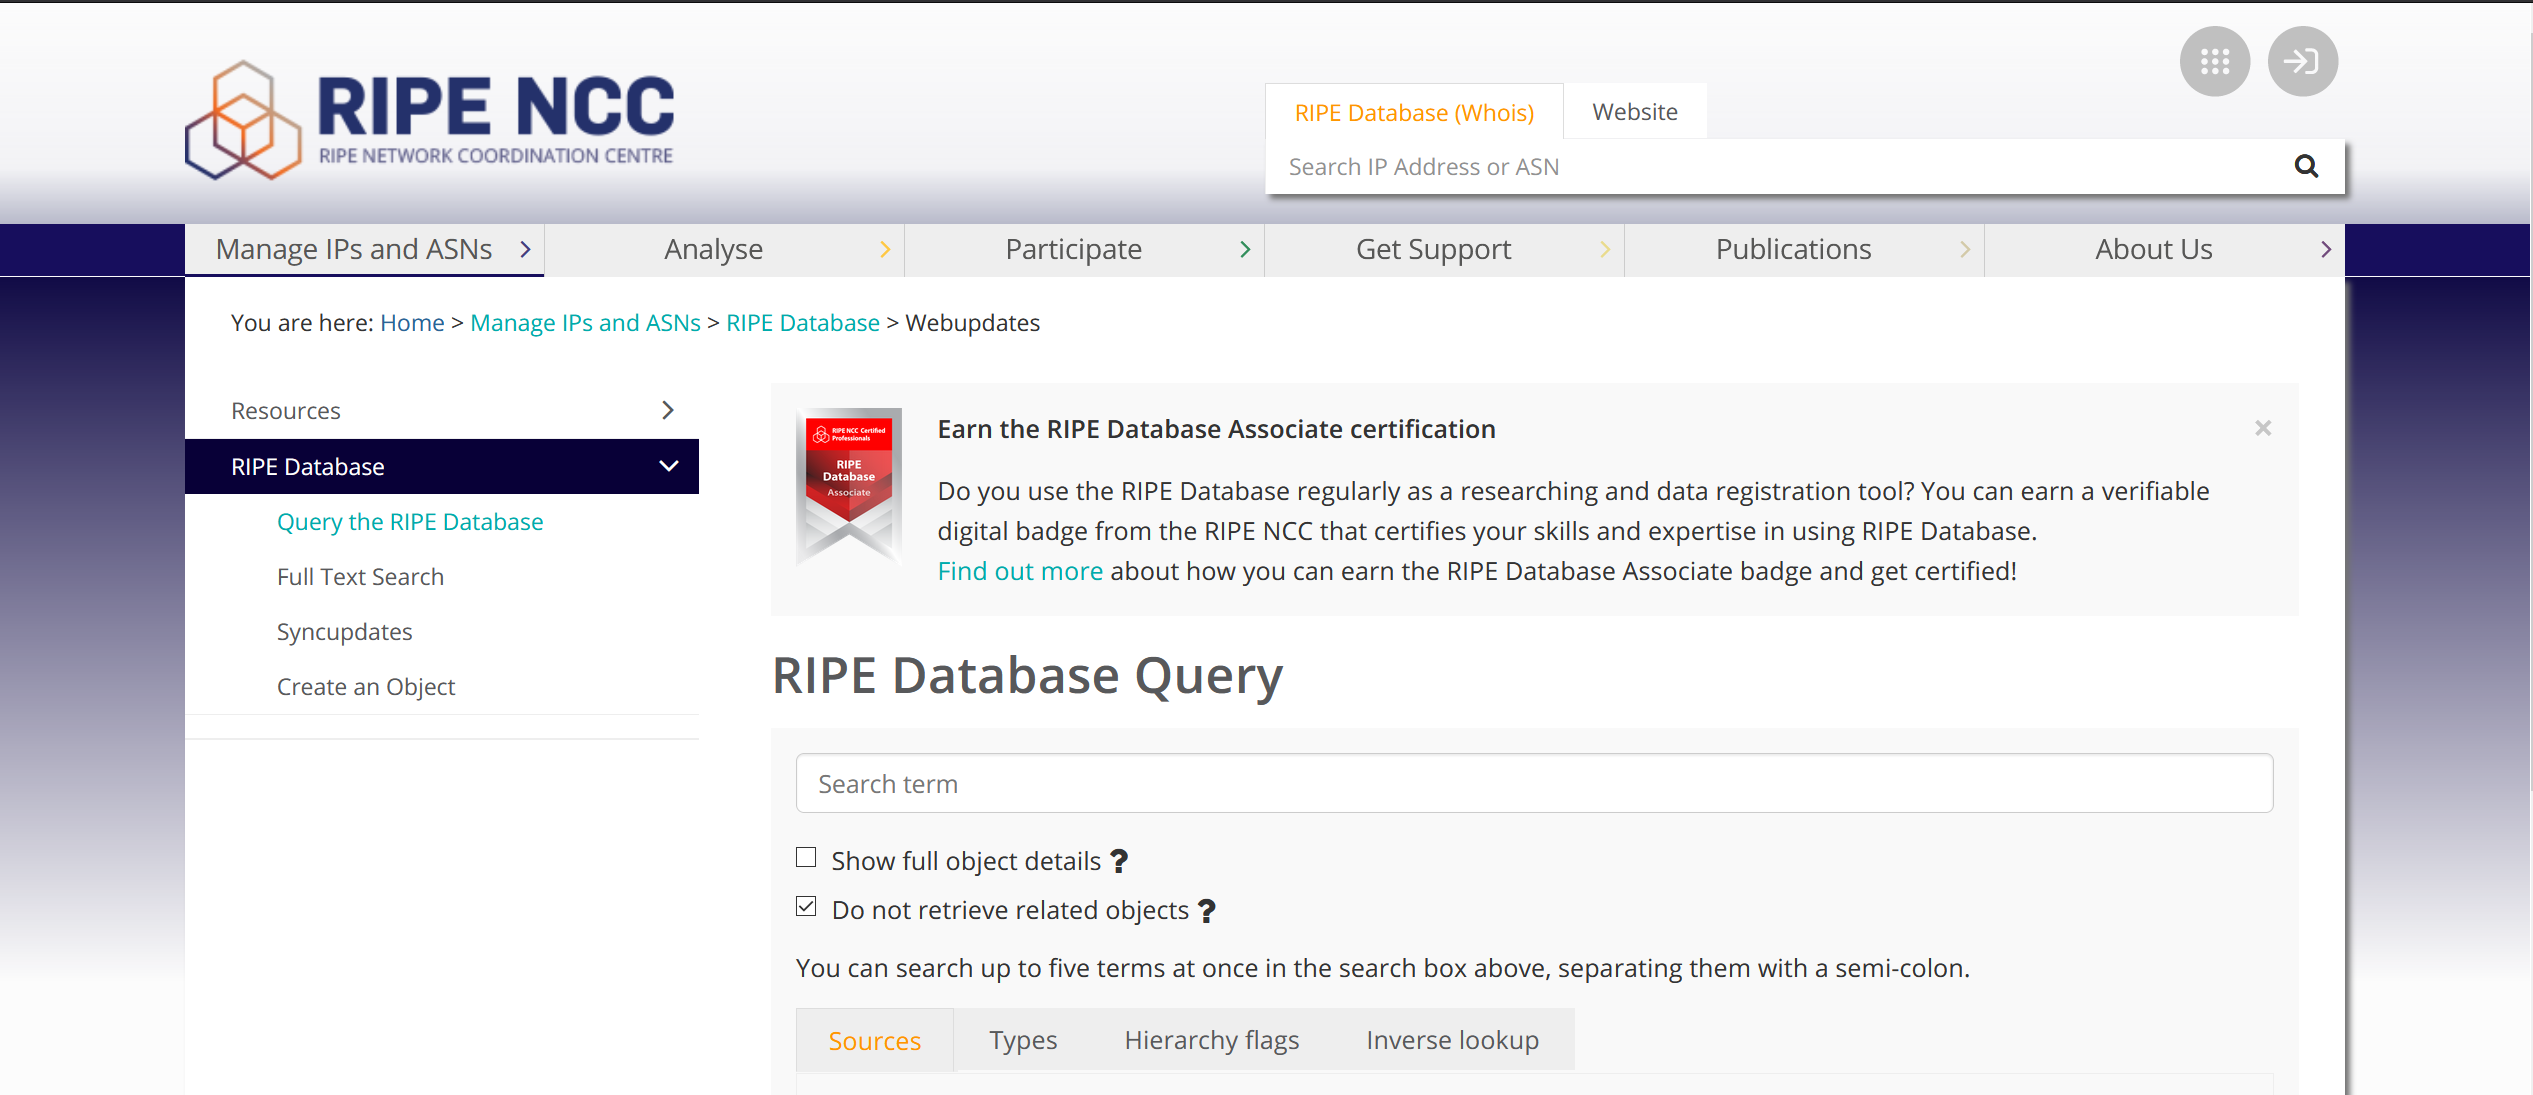 RIPE NCC
RIPE NETWORK COORDINATION CENTRE
RIPE Database (Whois)
Website
Search IP Address or ASN
Manage IPs and ASNs
Analyse
Participate
Get Support
Publications
About Us
You are here: Home > Manage IPs and ASNs > RIPE Database > Webupdates
Resources
RIPE Database
Query the RIPE Database
Full Text Search
Syncupdates
Create an Object
RIPE NCC Certified
Professionals
RIPE
Database
Associate
Earn the RIPE Database Associate certification
Do you use the RIPE Database regularly as a researching and data registration tool? You can earn a verifiable
digital badge from the RIPE NCC that certifies your skills and expertise in using RIPE Database.
Find out more about how you can earn the RIPE Database Associate badge and get certified!
RIPE Database Query
Search term
Show full object details ?
Do not retrieve related objects ?
You can search up to five terms at once in the search box above, separating them with a semi-colon.
Sources
Types
Hierarchy flags
Inverse lookup